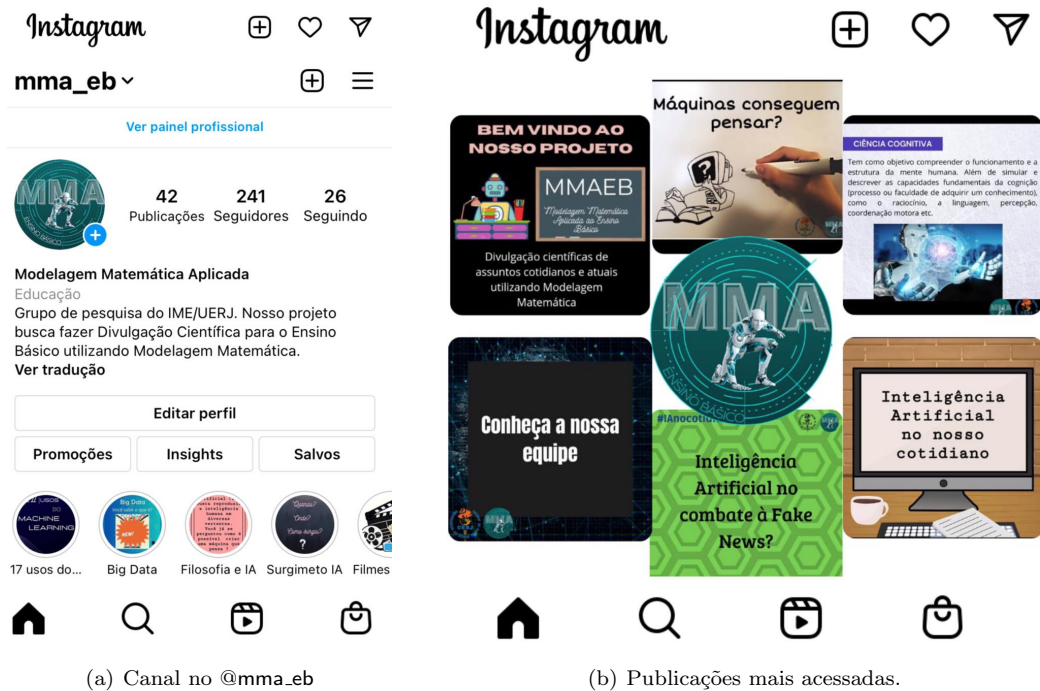 Instagram
mma_eb
Ver painel profissional
MMA
ENSINO BÁSICO
42
Publicações
241
Seguidores
26
Seguindo
Modelagem Matemática Aplicada
Educação
Grupo de pesquisa do IME/UERJ. Nosso projeto
busca fazer Divulgação Científica para o Ensino
Básico utilizando Modelagem Matemática.
Ver tradução
Editar perfil
Promoções
Insights
Salvos
17 usos do...
Big Data
Filosofia e IA
Surgimeto IA
Filmes
MACHINE
LEARNING
Big Data
(a) Canal no @mma_eb
Instagram
BEM VINDO AO
NOSSO PROJETO
MMAEB
Modelagem Matemática
Aplicada ao Ensino
Básico
Divulgação científicas de
assuntos cotidianos e atuais
utilizando Modelagem
Matemática
Máquinas conseguem
pensar?
CIÊNCIA COGNITIVA
Tem como objetivo compreender o funcionamento e a
estrutura da mente humana. Além de simular e
descrever as capacidades fundamentais da cognição
(processo ou faculdade de adquirir um conhecimento),
como o raciocínio, a linguagem, percepção,
coordenação motora etc.
MMA
ENSINO BÁSICO
Conheça a nossa
equipe
#IAnocoti
Inteligência
Artificial no
combate à Fake
News?
Inteligência
Artificial
no nosso
cotidiano
(b) Publicações mais acessadas.